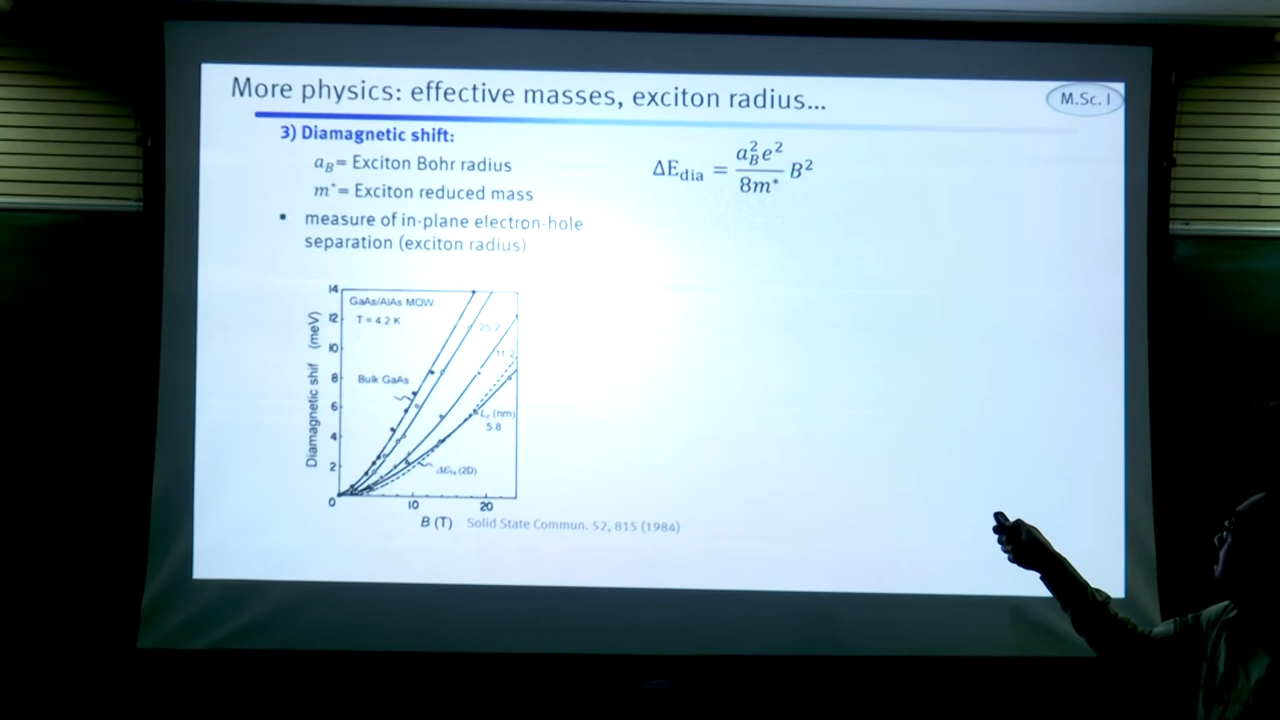 More physics: effective masses, exciton radius...
M.Sc. I
3) Diamagnetic shift:
a_B= Exciton Bohr radius
m*= Exciton reduced mass
ΔE_dia = a_B²e² / 8m* B²
▪ measure of in-plane electron-hole
separation (exciton radius)
GaAs/AlAs MQW
T = 4.2 K
25.2
11.2
Bulk GaAs
L_z (nm)
5.8
(2D)
Diamagnetic shif (meV)
14
12
10
8
6
4
2
0
10
20
B (T)
Solid State Commun. 52, 815 (1984)